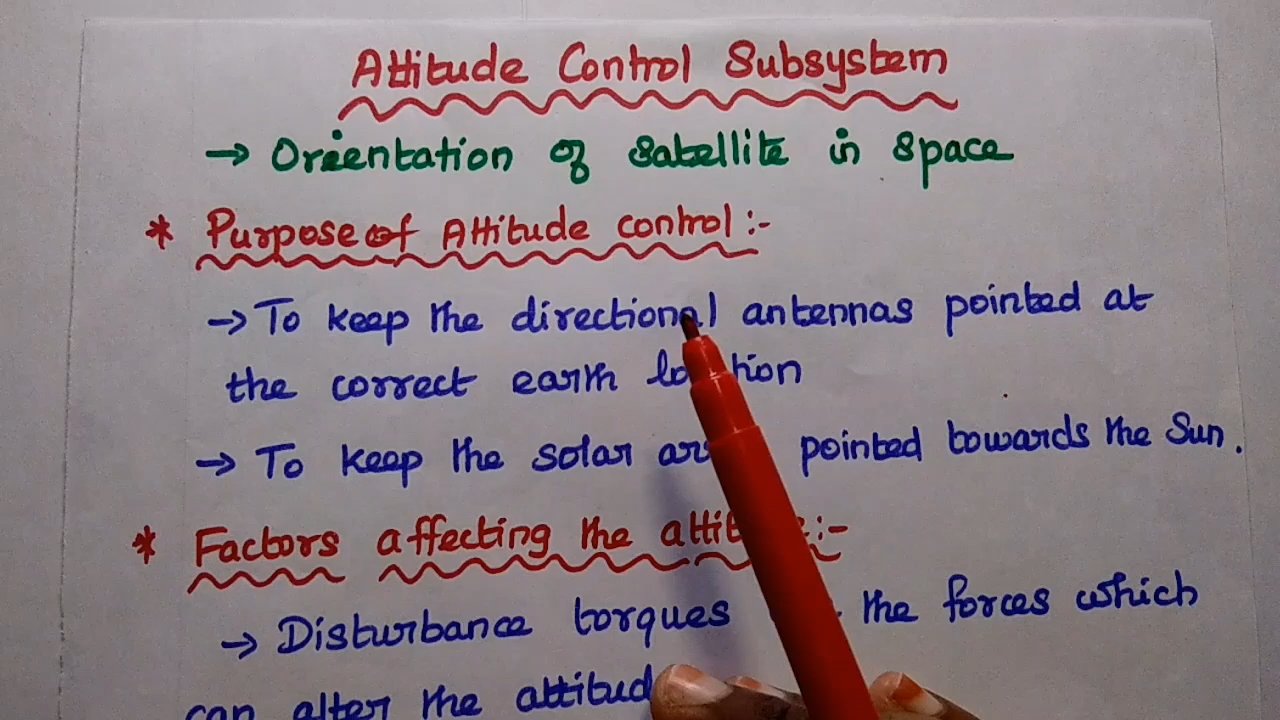 Attitude Control Subsystem
→ Orientation of Satellite in Space
* Purpose of Attitude control :-
→ To keep the directional antennas pointed at
the correct earth
→ To keep the solar pointed towards the Sun.
* Factors affecting the :-
→ Disturbance torques the forces which
can alter the